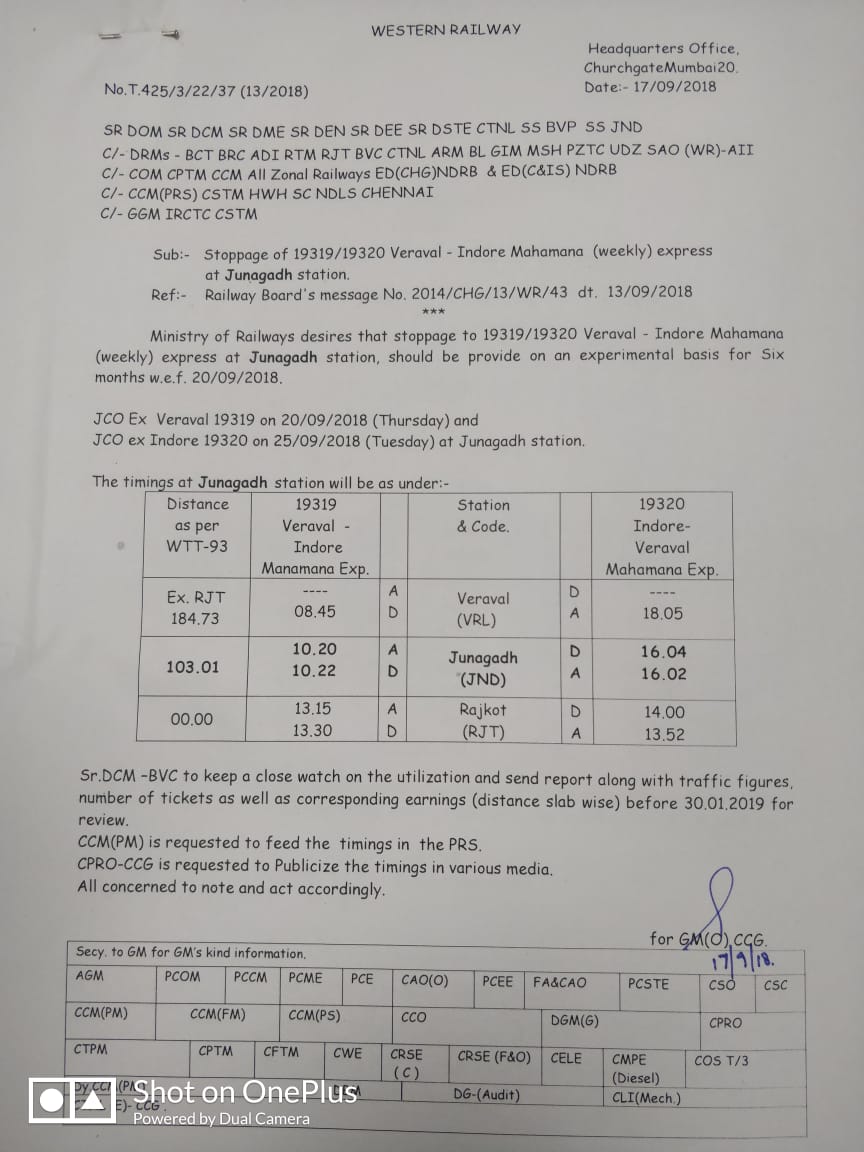 WESTERN RAILWAY
Headquarters Office,
ChurchgateMumbai20.
No.T.425/3/22/37 (13/2018)
Date:- 17/09/2018
SR DOM SR DCM SR DME SR DEN SR DEE SR DSTE CTNL SS BVP SS JND
C/- DRMs - BCT BRC ADI RTM RJT BVC CTNL ARM BL GIM MSH PZTC UDZ SAO (WR)-AII
C/- COM CPTM CCM All Zonal Railways ED(CHG)NDRB & ED(C&IS) NDRB
C/- CCM(PRS) CSTM HWH SC NDLS CHENNAI
C/- GGM IRCTC CSTM
Sub:- Stoppage of 19319/19320 Veraval - Indore Mahamana (weekly) express
at Junagadh station.
Ref:- Railway Board's message No. 2014/CHG/13/WR/43 dt. 13/09/2018
***
Ministry of Railways desires that stoppage to 19319/19320 Veraval - Indore Mahamana
(weekly) express at Junagadh station, should be provide on an experimental basis for Six
months w.e.f. 20/09/2018.
JCO Ex Veraval 19319 on 20/09/2018 (Thursday) and
JCO ex Indore 19320 on 25/09/2018 (Tuesday) at Junagadh station.
The timings at Junagadh station will be as under:-
Distance 19319 Station 19320
as per Veraval - & Code. Indore-
WTT-93 Indore Veraval
Manamana Exp. Mahamana Exp.
Ex. RJT ---- A Veraval D ----
184.73 08.45 D (VRL) A 18.05
103.01 10.20 A Junagadh D 16.04
10.22 D (JND) A 16.02
00.00 13.15 A Rajkot D 14.00
13.30 D (RJT) A 13.52
Sr.DCM -BVC to keep a close watch on the utilization and send report along with traffic figures,
number of tickets as well as corresponding earnings (distance slab wise) before 30.01.2019 for
review.
CCM(PM) is requested to feed the timings in the PRS.
CPRO-CCG is requested to Publicize the timings in various media.
All concerned to note and act accordingly.
for GM(O) CCG.
17/9/18.
Secy. to GM for GM's kind information.
AGM PCOM PCCM PCME PCE CAO(O) PCEE FA&CAO PCSTE CSO CSC
CCM(PM) CCM(FM) CCM(PS) CCO DGM(G) CPRO
CTPM CPTM CFTM CWE CRSE CRSE (F&O) CELE CMPE COS T/3
(C) (Diesel)
DG-(Audit) CLI(Mech.)
E)- CCG
Shot on OnePlus
Powered by Dual Camera